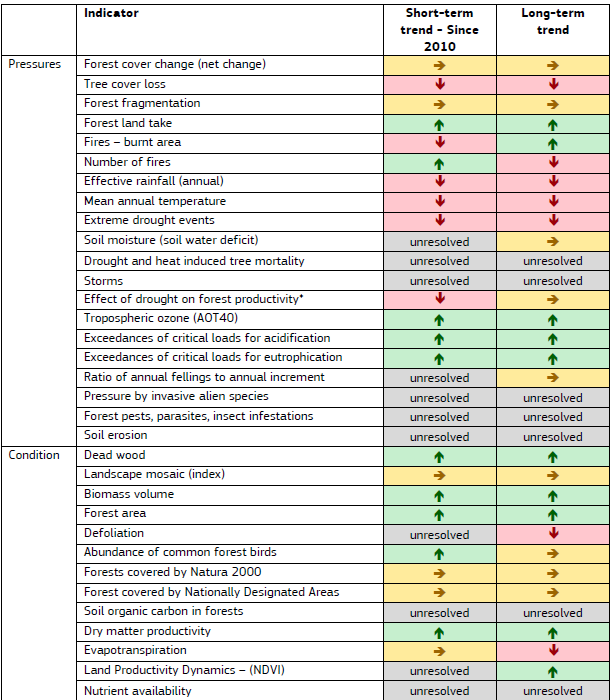 Indicator Short-term trend – Since 2010 Long-term trend
Pressures Forest cover change (net change) → →
Tree cover loss ↓ ↓
Forest fragmentation → →
Forest land take ↑ ↑
Fires – burnt area ↓ ↑
Number of fires ↑ ↓
Effective rainfall (annual) ↓ ↓
Mean annual temperature ↓ ↓
Extreme drought events ↓ ↓
Soil moisture (soil water deficit) unresolved →
Drought and heat induced tree mortality unresolved unresolved
Storms unresolved unresolved
Effect of drought on forest productivity* ↓ →
Tropospheric ozone (AOT40) ↑ ↑
Exceedances of critical loads for acidification ↑ ↑
Exceedances of critical loads for eutrophication ↑ ↑
Ratio of annual fellings to annual increment unresolved →
Pressure by invasive alien species unresolved unresolved
Forest pests, parasites, insect infestations unresolved unresolved
Soil erosion unresolved unresolved
Condition Dead wood ↑ ↑
Landscape mosaic (index) → →
Biomass volume ↑ ↑
Forest area ↑ ↑
Defoliation unresolved ↓
Abundance of common forest birds ↑ →
Forests covered by Natura 2000 → →
Forest covered by Nationally Designated Areas → →
Soil organic carbon in forests unresolved unresolved
Dry matter productivity ↑ ↑
Evapotranspiration → ↓
Land Productivity Dynamics – (NDVI) unresolved ↑
Nutrient availability unresolved unresolved